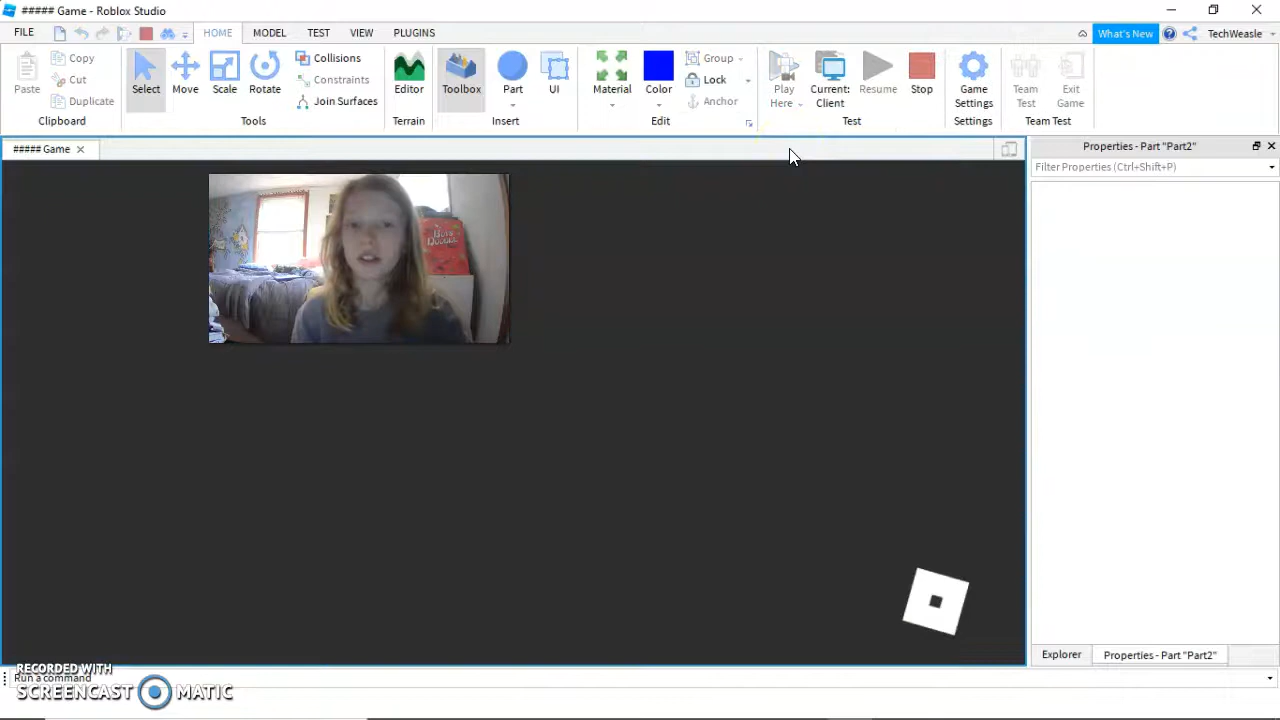 ##### Game - Roblox Studio
FILE HOME MODEL TEST VIEW PLUGINS What's New TechWeasle
Paste Copy Cut Duplicate Clipboard
Select Move Scale Rotate Collisions Constraints Join Surfaces Tools
Editor Terrain
Toolbox Part UI Insert
Material Color Group Lock Anchor Edit
Play Here Current: Client Resume Stop Test
Game Settings Settings
Team Test Exit Game Team Test
##### Game
Properties - Part "Part2"
Filter Properties (Ctrl+Shift+P)
Explorer Properties - Part "Part2"
Run a command
RECORDED WITH
SCREENCAST MATIC